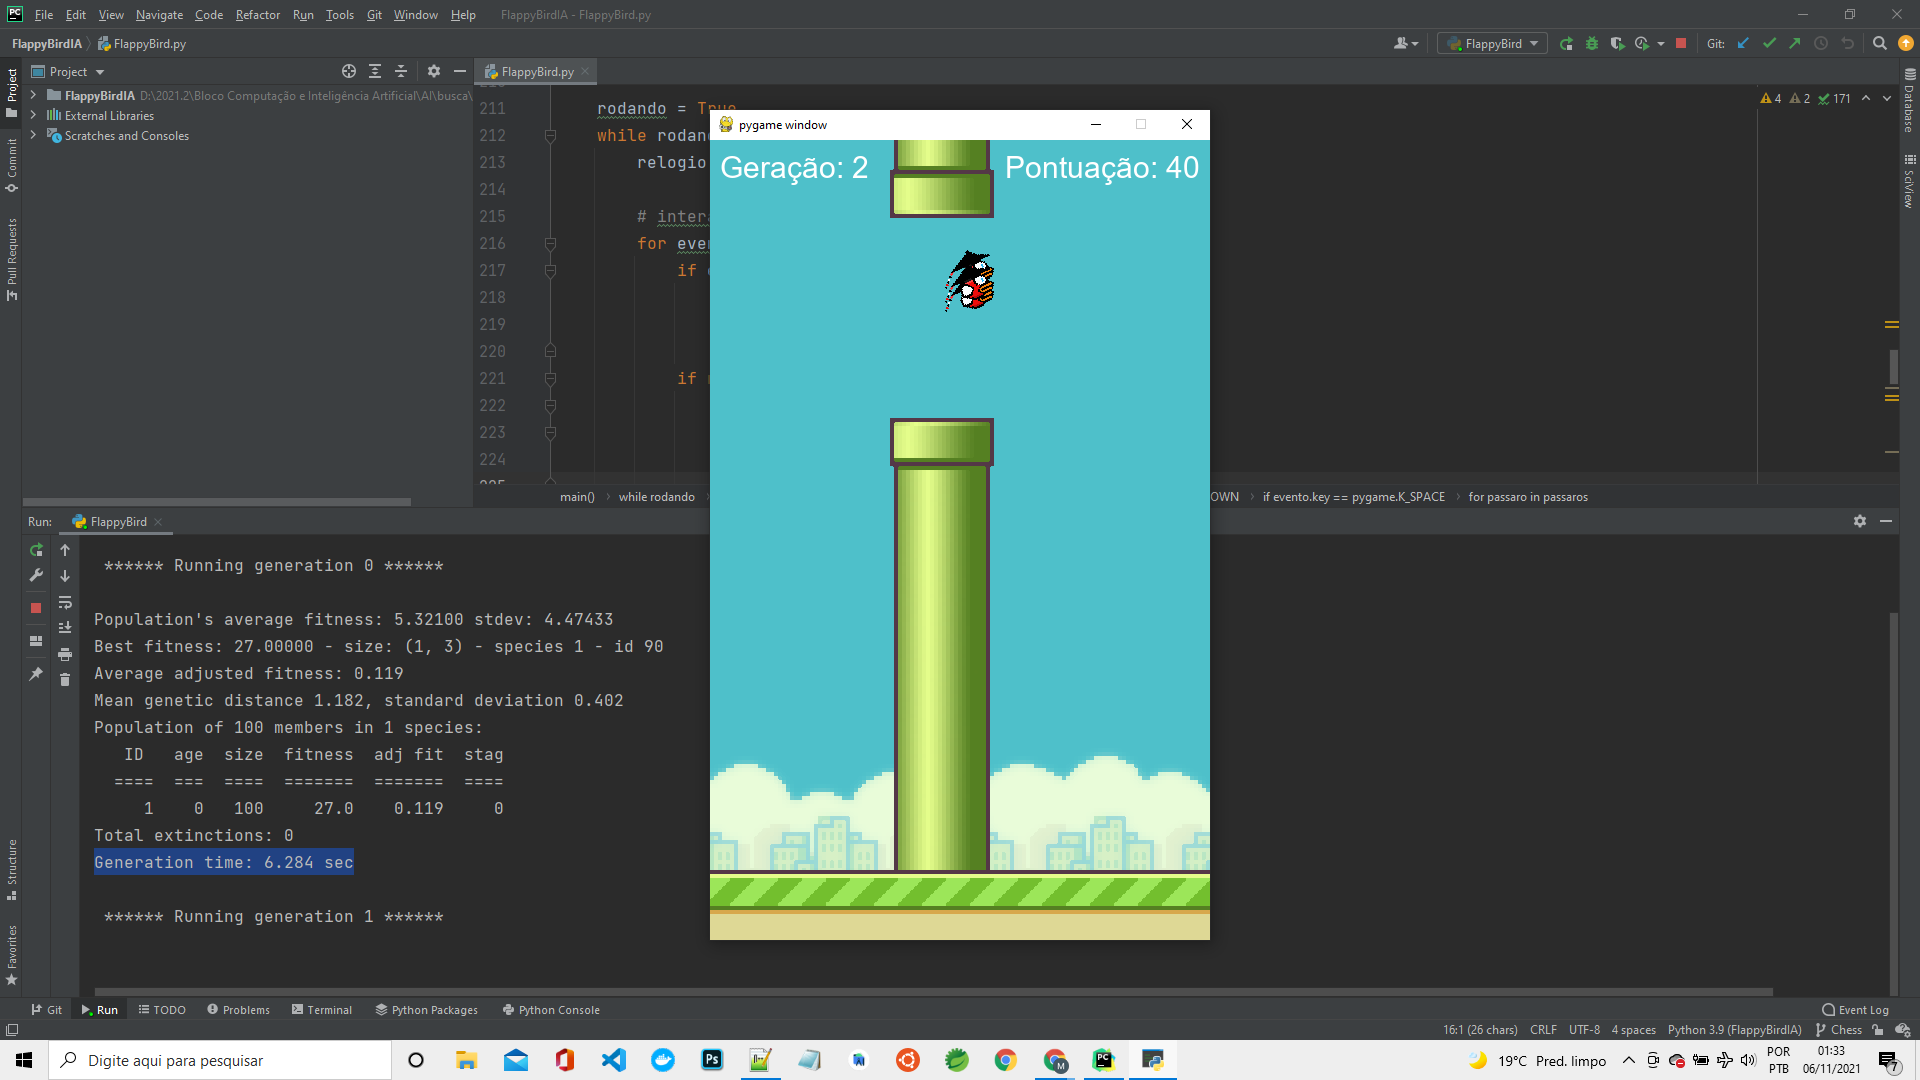 PC File Edit View Navigate Code Refactor Run Tools Git Window Help FlappyBirdIA - FlappyBird.py
FlappyBirdIA FlappyBird.py FlappyBird Git:
Project FlappyBird.py
FlappyBirdIA D:\2021.2\Bloco Computação e Inteligência Artificial\AI\busca\
External Libraries
Scratches and Consoles
Project
Commit
Pull Requests
Structure
Favorites
Database
SciView
4 2 171
211 rodando = True
212 while rodand
213 relogio
214
215 # inter
216 for eve
217 if
218
219
220
221 if
222
223
224
225
main() while rodando OWN if evento.key == pygame.K_SPACE for passaro in passaros
pygame window
Geração: 2 Pontuação: 40
Run: FlappyBird
****** Running generation 0 ******
Population's average fitness: 5.32100 stdev: 4.47433
Best fitness: 27.00000 - size: (1, 3) - species 1 - id 90
Average adjusted fitness: 0.119
Mean genetic distance 1.182, standard deviation 0.402
Population of 100 members in 1 species:
ID age size fitness adj fit stag
==== === ==== ======= ======= ====
1 0 100 27.0 0.119 0
Total extinctions: 0
Generation time: 6.284 sec
****** Running generation 1 ******
Git Run TODO Problems Terminal Python Packages Python Console Event Log
16:1 (26 chars) CRLF UTF-8 4 spaces Python 3.9 (FlappyBirdIA) Chess
Digite aqui para pesquisar Ps M PC 19°C Pred. limpo POR 01:33
PTB 06/11/2021 7